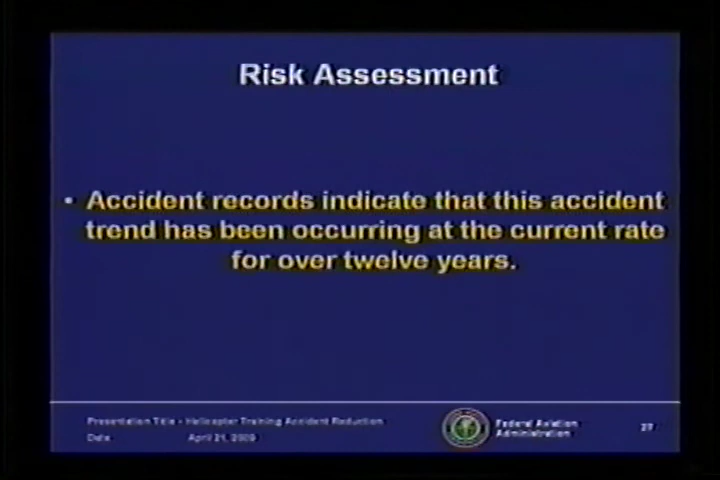 Risk Assessment
• Accident records indicate that this accident
trend has been occurring at the current rate
for over twelve years.
Presentation Title - Helicopter Training Accident Reduction
Federal Aviation
Administration
27
Date April 21, 2009